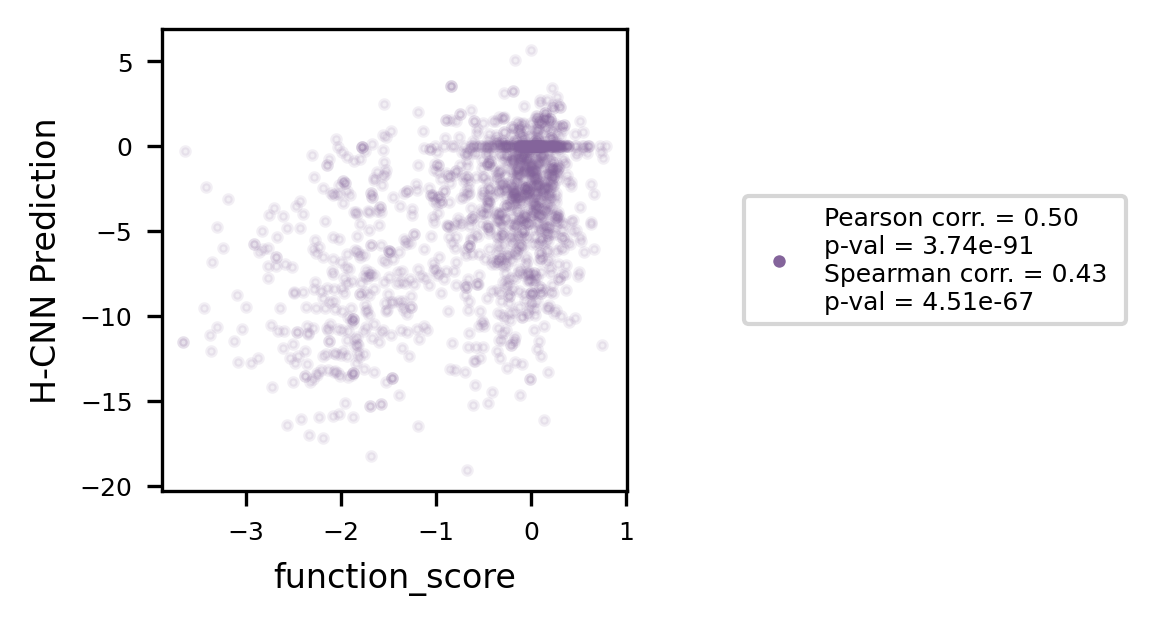 5
0
−5
−10
−15
−20
H-CNN Prediction
−3
−2
−1
0
1
function_score
Pearson corr. = 0.50
p-val = 3.74e-91
Spearman corr. = 0.43
p-val = 4.51e-67